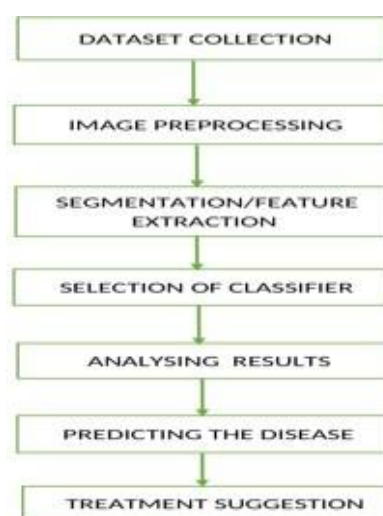 DATASET COLLECTION
IMAGE PREPROCESSING
SEGMENTATION/FEATURE
EXTRACTION
SELECTION OF CLASSIFIER
ANALYSING RESULTS
PREDICTING THE DISEASE
TREATMENT SUGGESTION